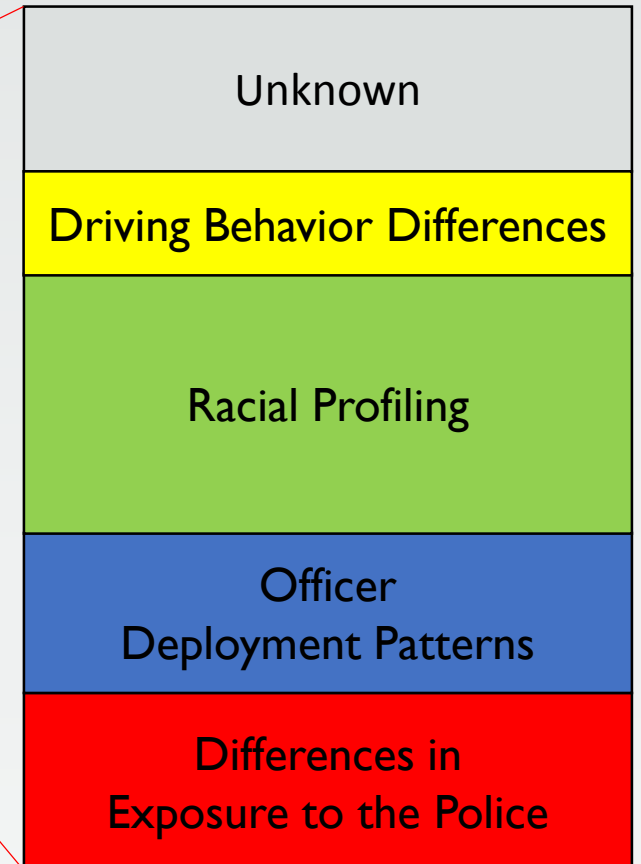 Unknown
Driving Behavior Differences
Racial Profiling
Officer
Deployment Patterns
Differences in
Exposure to the Police